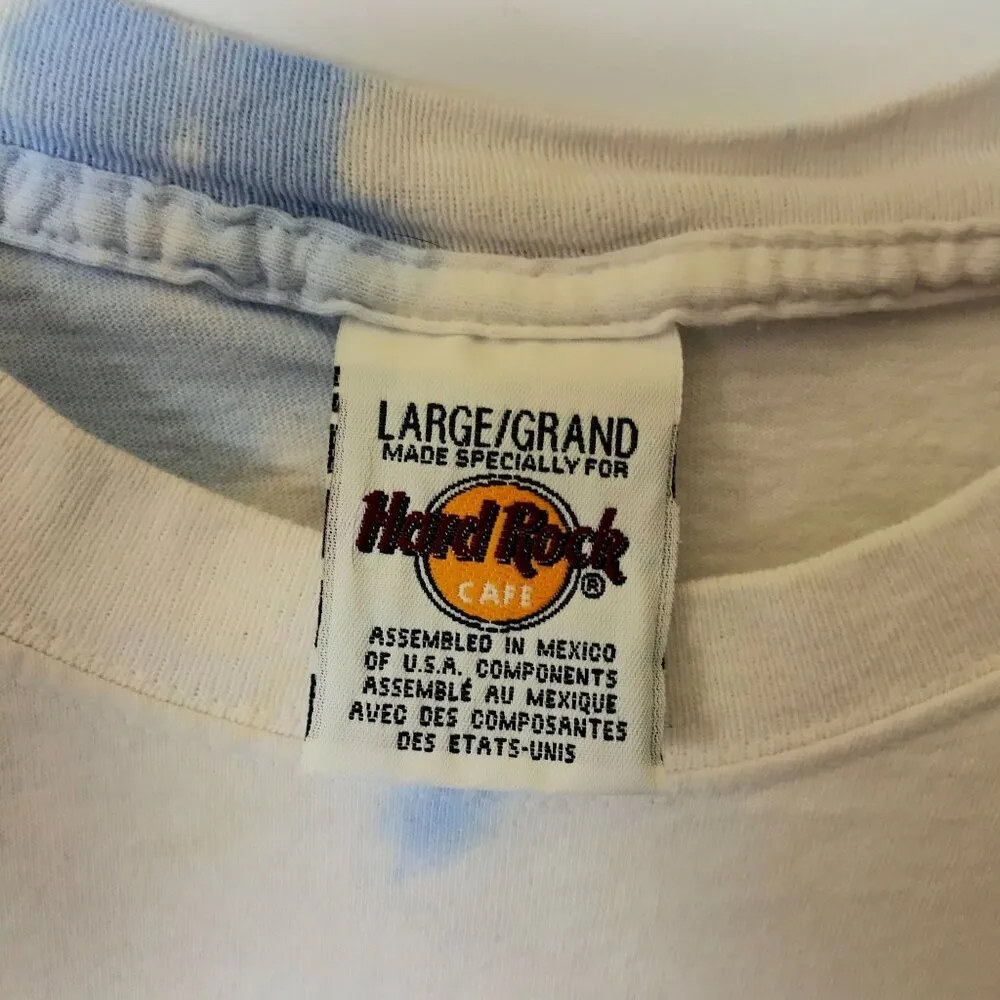 LARGE/GRAND
MADE SPECIALLY FOR
Hard Rock
CAFE
®
ASSEMBLED IN MEXICO
OF U.S.A. COMPONENTS
ASSEMBLÉ AU MEXIQUE
AVEC DES COMPOSANTES
DES ETATS-UNIS